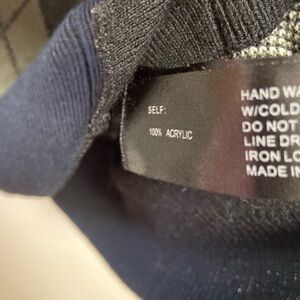 SELF:
100% ACRYLIC
HAND WA
W/COLD
DO NOT
LINE DR
IRON LO
MADE IN